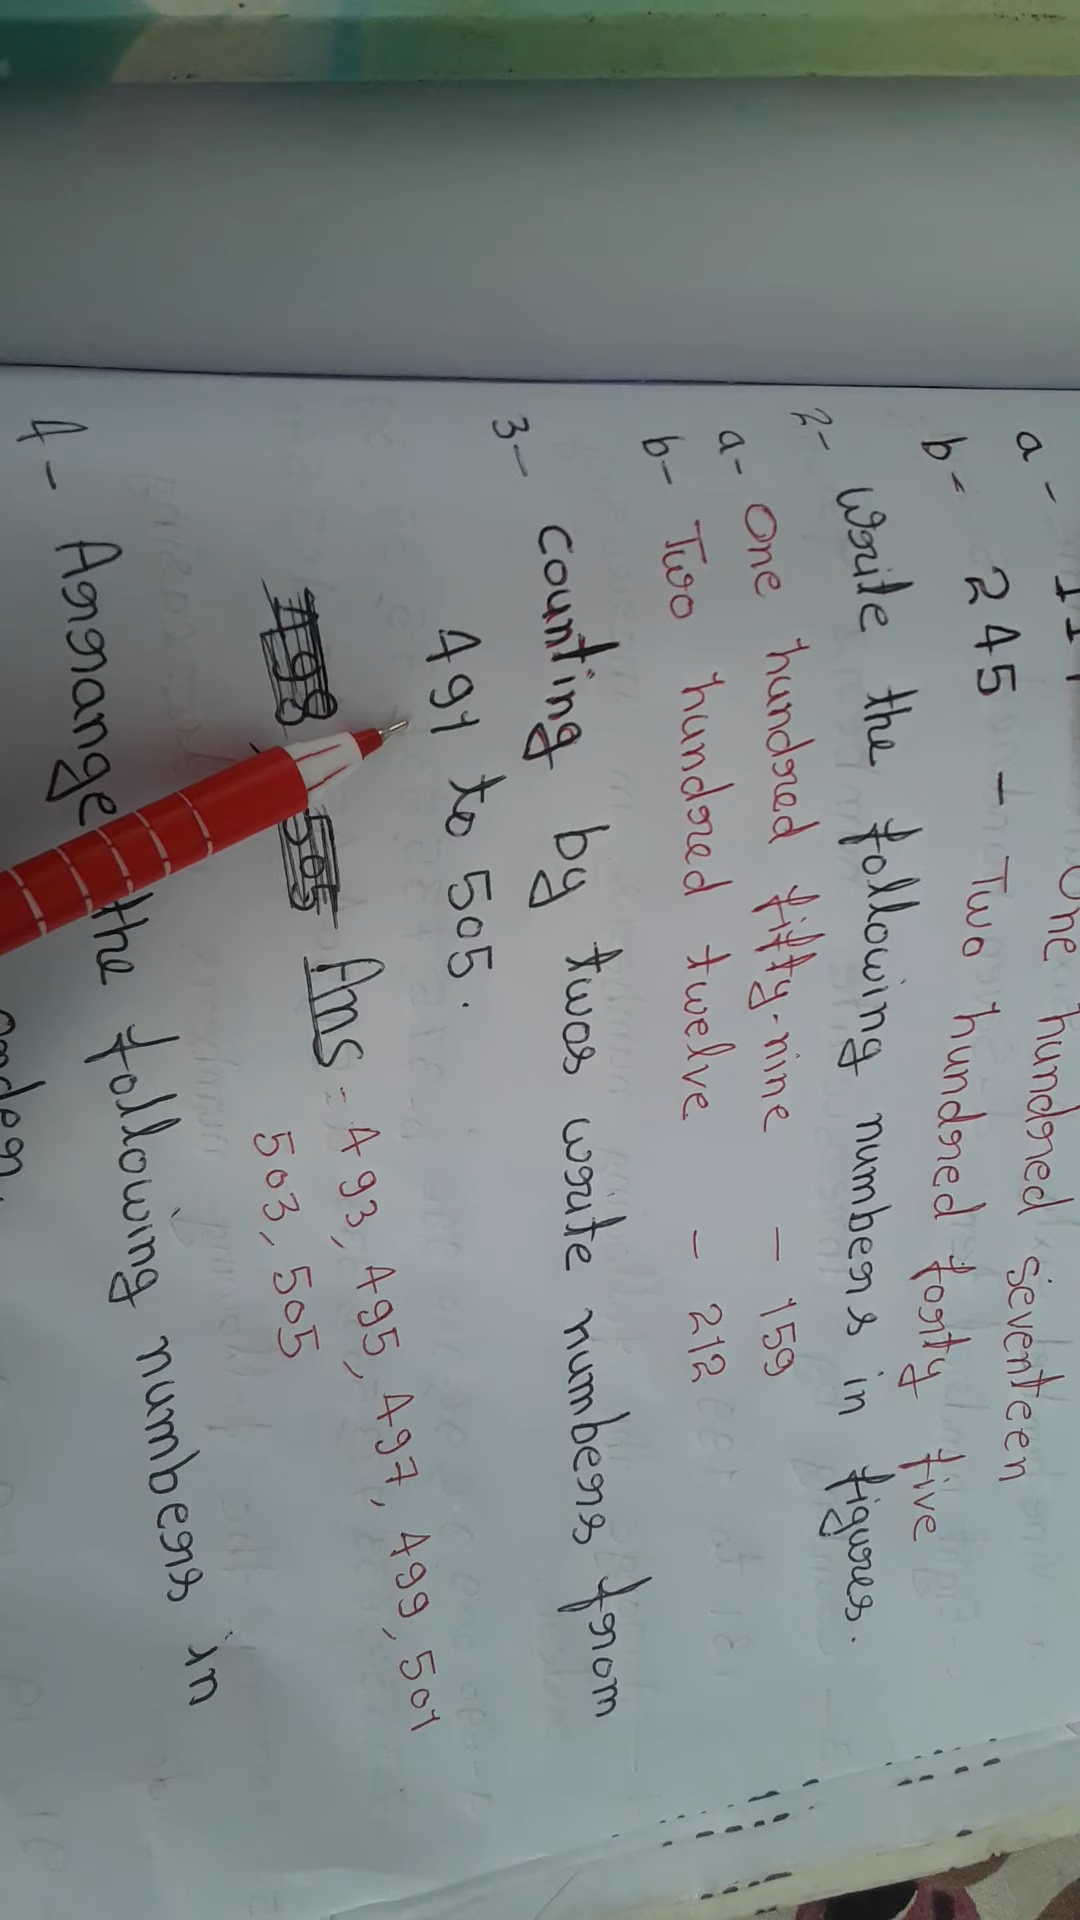 a - 117 - One hundred seventeen
b - 245 - Two hundred forty five
2- Write the following numbers in figures.
a- One hundred fifty-nine - 159
b- Two hundred twelve - 212
3- counting by twos write numbers from
491 to 505.
Ans = 493, 495, 497, 499, 501
503, 505
4- Arrange the following numbers in
order.